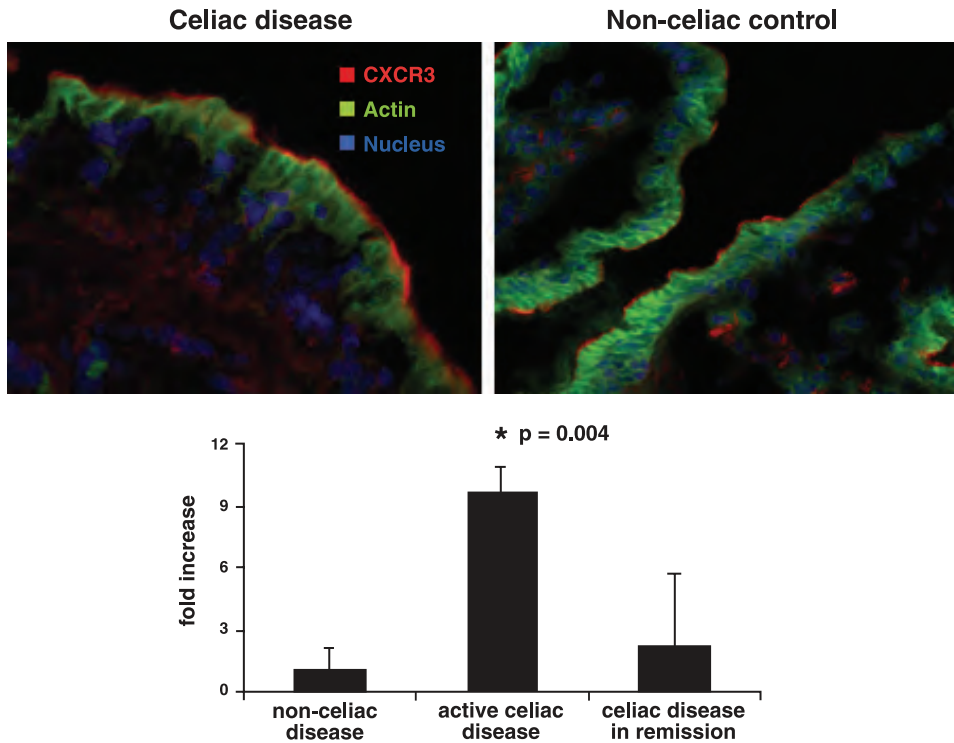 Celiac disease
Non-celiac control
CXCR3
Actin
Nucleus
* p = 0.004
fold increase
12
9
6
3
0
non-celiac
disease
active celiac
disease
celiac disease
in remission